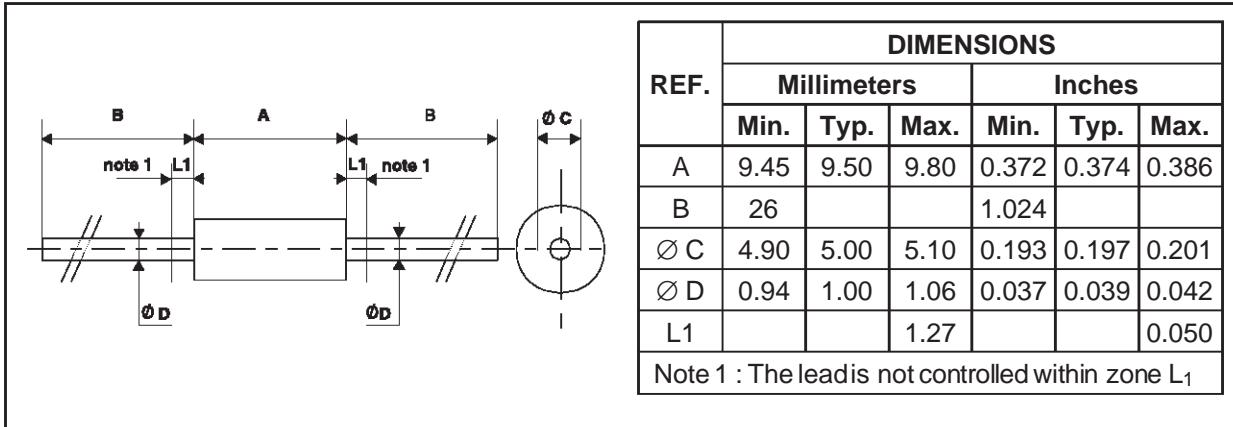 B A B Ø C
note 1 L1 L1 note 1
Ø D ØD
DIMENSIONS
REF. Millimeters Inches
Min. Typ. Max. Min. Typ. Max.
A 9.45 9.50 9.80 0.372 0.374 0.386
B 26 1.024
∅ C 4.90 5.00 5.10 0.193 0.197 0.201
∅ D 0.94 1.00 1.06 0.037 0.039 0.042
L1 1.27 0.050
Note 1 : The lead is not controlled within zone L₁